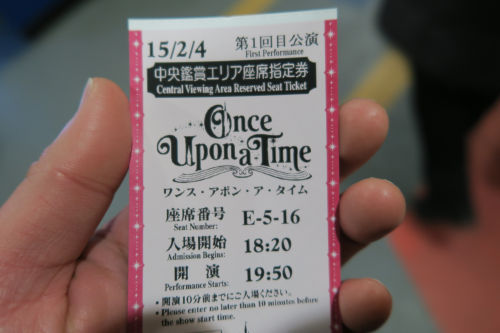 15/2/4 第1回目公演
First Performance
中央鑑賞エリア座席指定券
Central Viewing Area Reserved Seat Ticket
Once
Upon a Time
ワンス・アポン・ア・タイム
座席番号 E-5-16
Seat Number:
入場開始 18:20
Admission Begins:
開演 19:50
Performance Starts:
・開演10分前までにご入場ください。
・Please enter no later than 10 minutes before
the show start time.